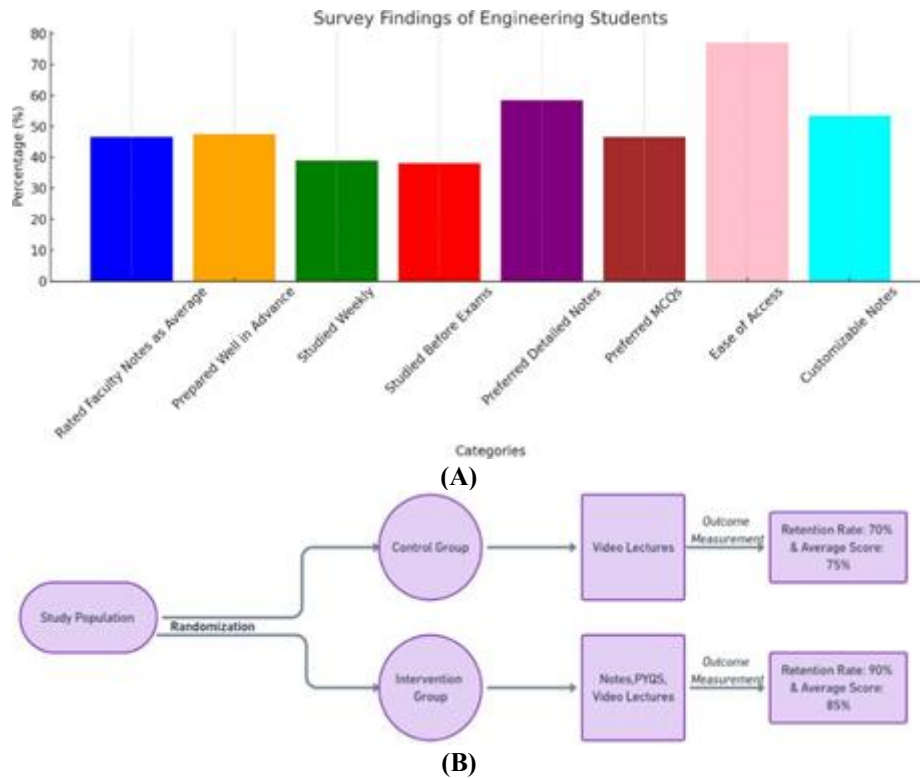 Survey Findings of Engineering Students
Percentage (%)
80
70
60
50
40
30
20
10
0
Rated Faculty Notes as Average
Prepared Well in Advance
Studied Weekly
Studied Before Exams
Preferred Detailed Notes
Preferred MCQs
Ease of Access
Customizable Notes
Categories
(A)
Study Population
Randomization
Control Group
Video Lectures
Outcome
Measurement
Retention Rate: 70%
& Average Score:
75%
Intervention
Group
Notes,PYQS,
Video Lectures
Outcome
Measurement
Retention Rate: 90%
& Average Score:
85%
(B)